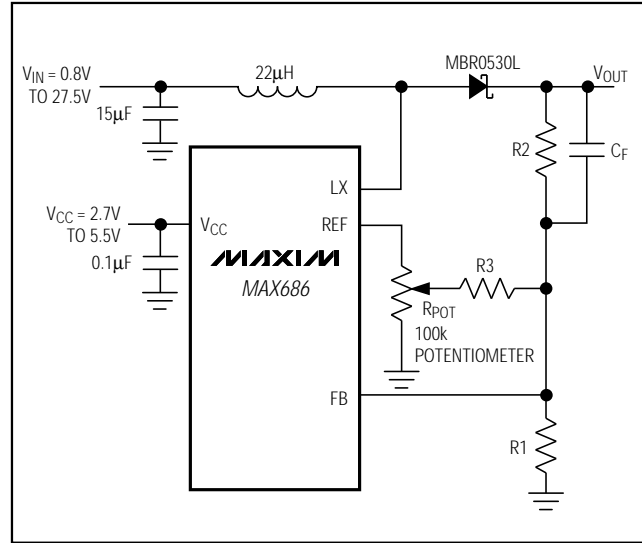 V_IN = 0.8V
TO 27.5V
15μF
22μH
MBR0530L
V_OUT
R2
C_F
LX
V_CC = 2.7V
TO 5.5V
0.1μF
V_CC
REF
MAXIM
MAX686
R3
R_POT
100k
POTENTIOMETER
FB
R1